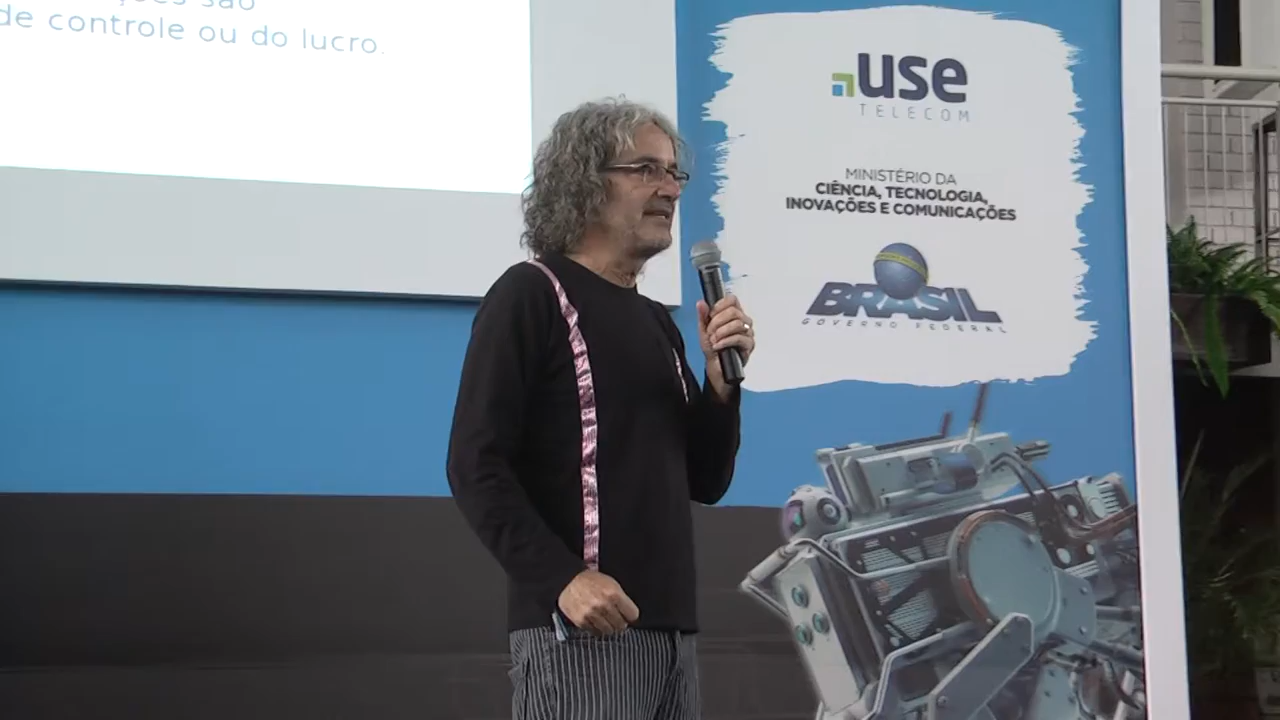 de controle ou do lucro.
use
TELECOM
MINISTÉRIO DA
CIÊNCIA, TECNOLOGIA,
INOVAÇÕES E COMUNICAÇÕES
BRASIL
GOVERNO FEDERAL